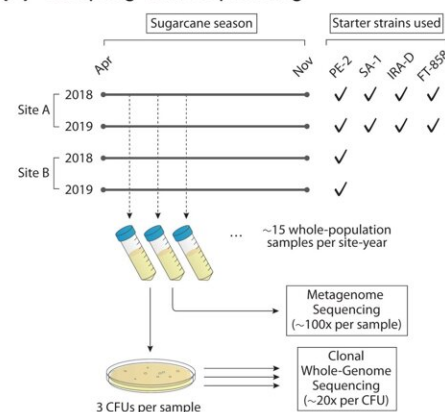 Sugarcane season
Starter strains used
Apr
Nov
PE-2
SA-1
IRA-D
FT-858
Site A
2018
2019
Site B
2018
2019
...
~15 whole-population
samples per site-year
Metagenome
Sequencing
(~100x per sample)
3 CFUs per sample
Clonal
Whole-Genome
Sequencing
(~20x per CFU)